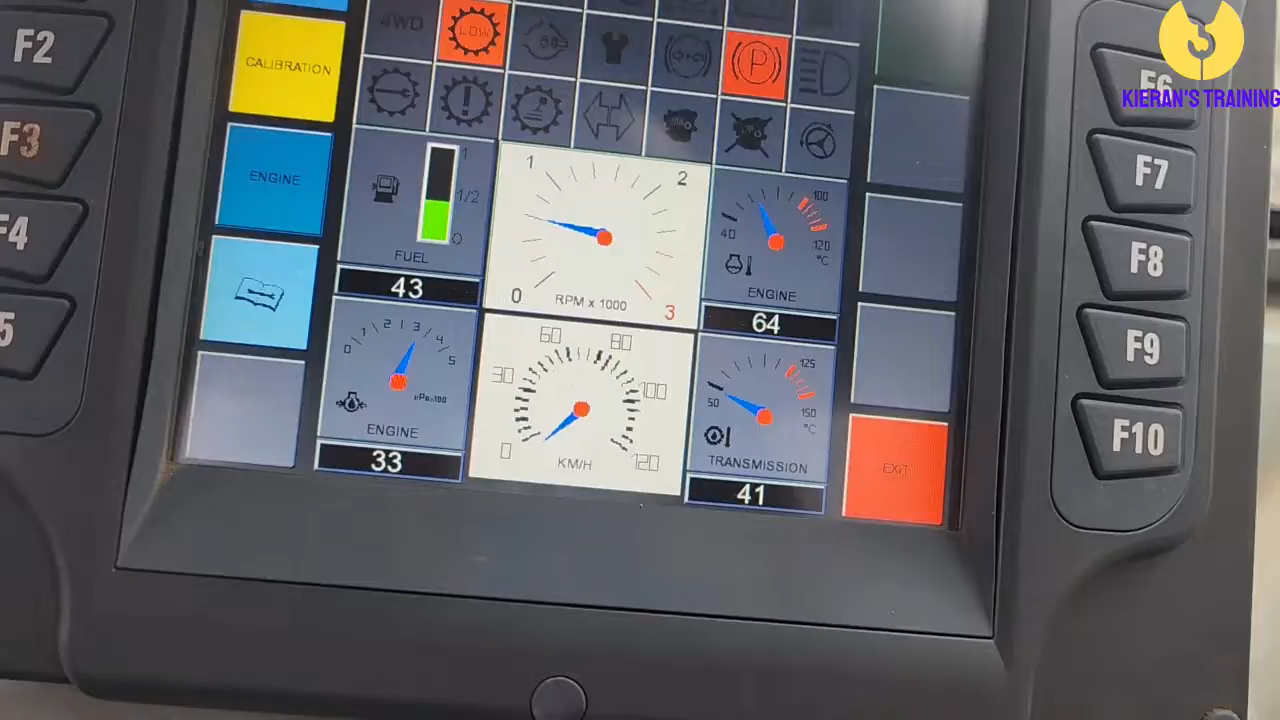 F2
F3
F4
5
CALIBRATION
ENGINE
4WD
LOW
P
1
1/2
0
FUEL
43
1
2
0
3
RPM x 1000
40
100
120
°C
ENGINE
64
0
1
2
3
4
5
kPa×100
ENGINE
33
0
30
60
80
100
120
KM/H
50
125
150
°C
TRANSMISSION
41
EXIT
F6
F7
F8
F9
F10
KIERAN'S TRAINING